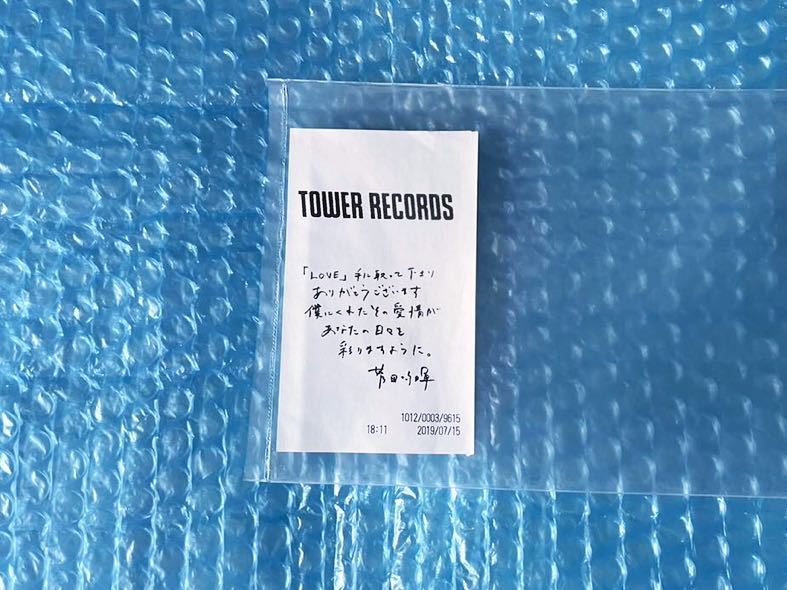 TOWER RECORDS
「LOVE」手に取って下さり
ありがとうございます
僕にくれたその愛情が
あなたの日々を
彩りますように。
菅田将暉
1012/0003/9615
18:11 2019/07/15